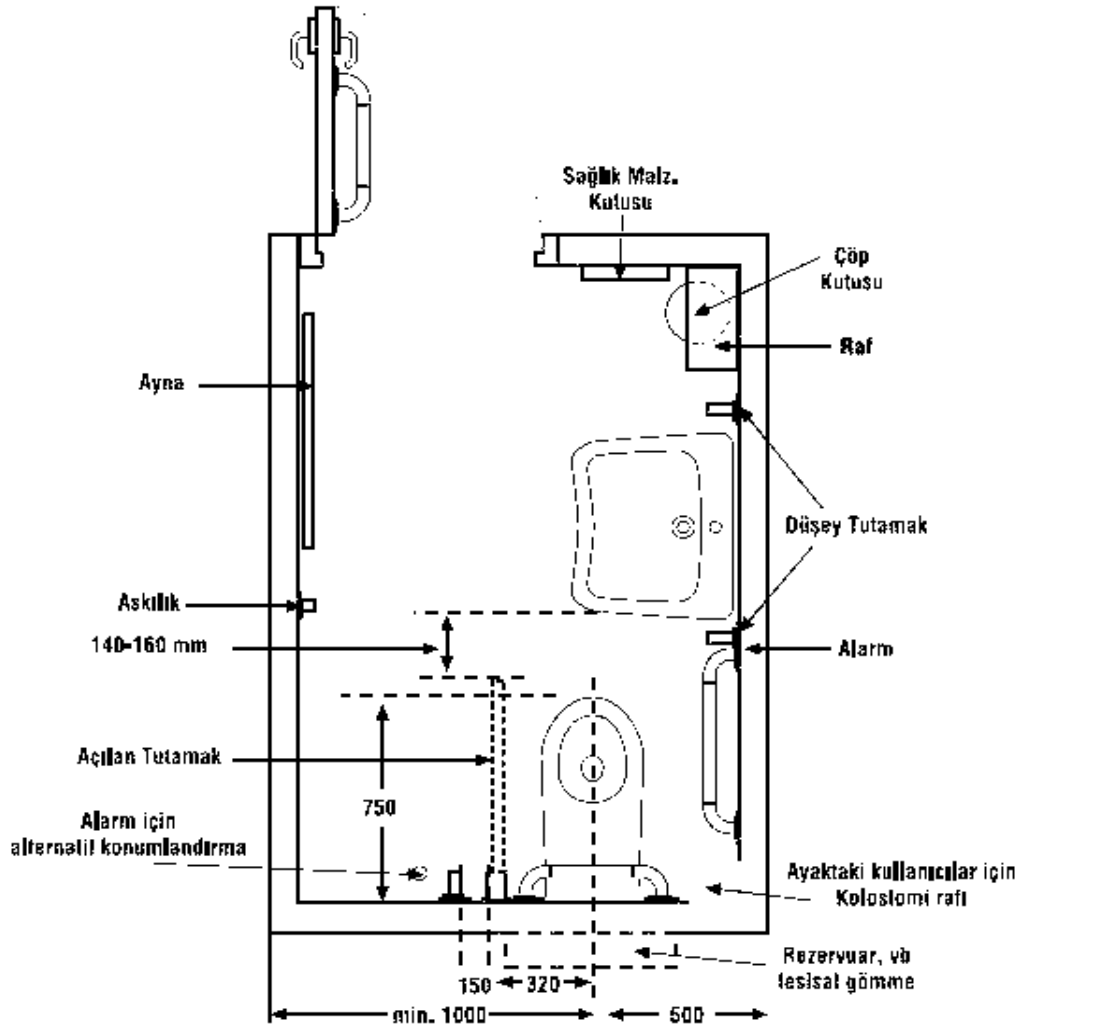 Sağlık Malz.
Kutusu
Çöp
Kutusu
Raf
Ayna
Düşey Tutamak
Askılık
140-160 mm
Alarm
Açılan Tutamak
750
Alarm için
alternatif konumlandırma
Ayaktaki kullanıcılar için
Kolostomi rafı
Rezervuar, vb
tesisat gömme
150
320
min. 1000
500